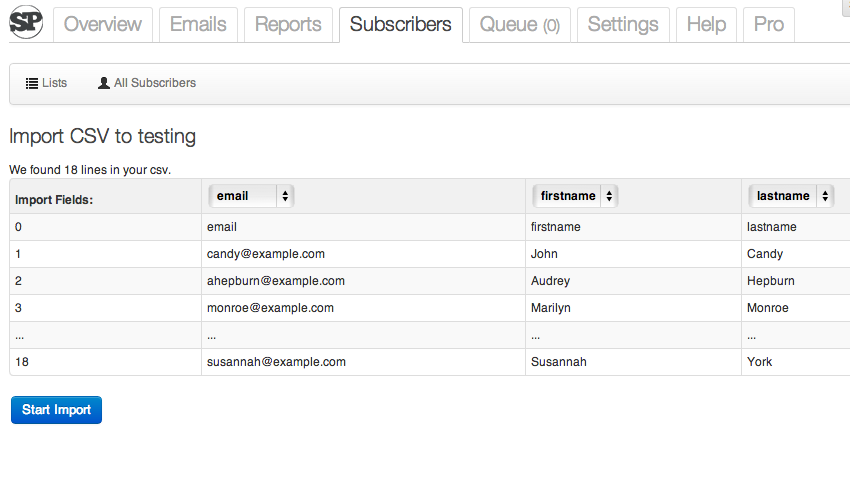 SP Overview Emails Reports Subscribers Queue (0) Settings Help Pro
Lists All Subscribers
Import CSV to testing
We found 18 lines in your csv.
Import Fields: email firstname lastname
0 email firstname lastname
1 candy@example.com John Candy
2 ahepburn@example.com Audrey Hepburn
3 monroe@example.com Marilyn Monroe
... ... ... ...
18 susannah@example.com Susannah York
Start Import